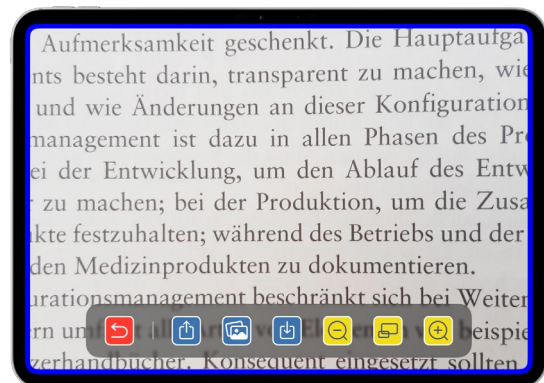 Aufmerksamkeit geschenkt. Die Hauptaufga
nts besteht darin, transparent zu machen, wie
und wie Änderungen an dieser Konfiguration
management ist dazu in allen Phasen des Pro
ei der Entwicklung, um den Ablauf des Entw
zu machen; bei der Produktion, um die Zusa
kte festzuhalten; während des Betriebs und der
den Medizinprodukten zu dokumentieren.
urationsmanagement beschränkt sich bei Weiter
ern um beispie
zerhandbücher. Konsequent eingesetzt sollten